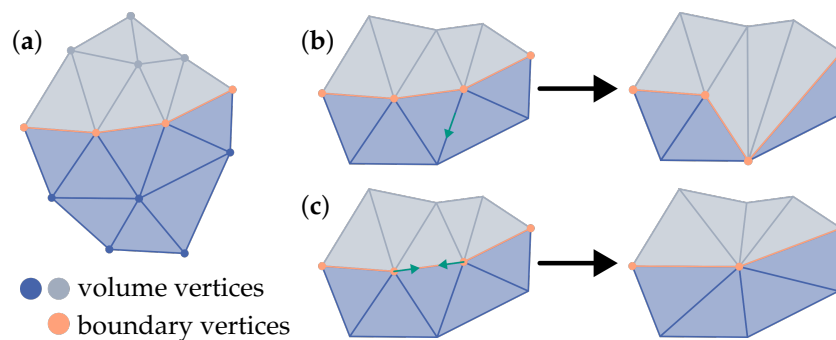 (a)
(b)
(c)
volume vertices
boundary vertices